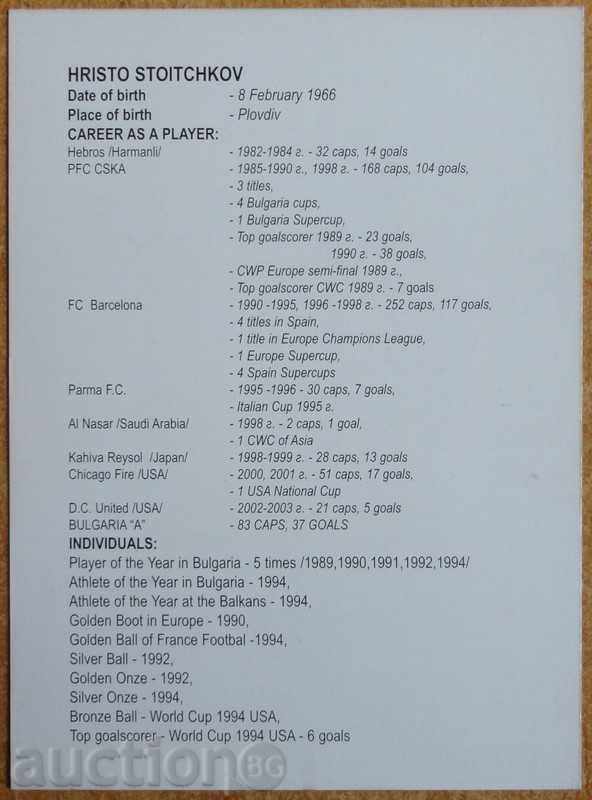 HRISTO STOITCHKOV
Date of birth - 8 February 1966
Place of birth - Plovdiv
CAREER AS A PLAYER:
Hebros /Harmanli/ - 1982-1984 г. - 32 caps, 14 goals
PFC CSKA - 1985-1990 г., 1998 г. - 168 caps, 104 goals,
- 3 titles,
- 4 Bulgaria cups,
- 1 Bulgaria Supercup,
- Top goalscorer 1989 г. - 23 goals,
1990 г. - 38 goals,
- CWP Europe semi-final 1989 г.,
- Top goalscorer CWC 1989 г. - 7 goals
FC Barcelona - 1990 -1995, 1996 -1998 г. - 252 caps, 117 goals,
- 4 titles in Spain,
- 1 title in Europe Champions League,
- 1 Europe Supercup,
- 4 Spain Supercups
Parma F.C. - 1995 -1996 - 30 caps, 7 goals,
- Italian Cup 1995 г.
Al Nasar /Saudi Arabia/ - 1998 г. - 2 caps, 1 goal,
- 1 CWC of Asia
Kahiva Reysol /Japan/ - 1998-1999 г. - 28 caps, 13 goals
Chicago Fire /USA/ - 2000, 2001 г. - 51 caps, 17 goals,
- 1 USA National Cup
D.C. United /USA/ - 2002-2003 г. - 21 caps, 5 goals
BULGARIA “A” - 83 CAPS, 37 GOALS
INDIVIDUALS:
Player of the Year in Bulgaria - 5 times /1989,1990,1991,1992,1994/
Athlete of the Year in Bulgaria - 1994,
Athlete of the Year at the Balkans - 1994,
Golden Boot in Europe - 1990,
Golden Ball of France Footbal -1994,
Silver Ball - 1992,
Golden Onze - 1992,
Silver Onze - 1994,
Bronze Ball - World Cup 1994 USA,
Top goalscorer - World Cup 1994 USA - 6 goals
auction BG